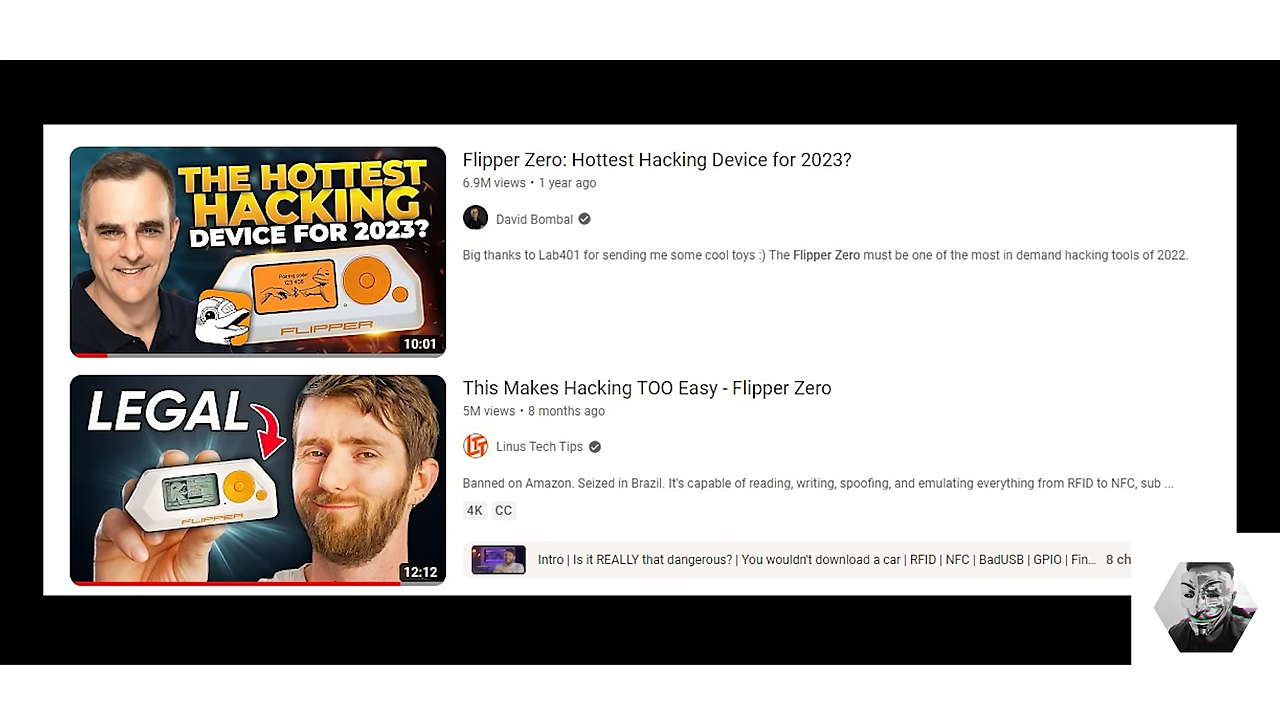 THE HOTTEST
HACKING
DEVICE FOR 2023?
FLIPPER
10:01
Flipper Zero: Hottest Hacking Device for 2023?
6.9M views • 1 year ago
David Bombal
Big thanks to Lab401 for sending me some cool toys :) The Flipper Zero must be one of the most in demand hacking tools of 2022.
LEGAL
FLIPPER
12:12
This Makes Hacking TOO Easy - Flipper Zero
5M views • 8 months ago
Linus Tech Tips
Banned on Amazon. Seized in Brazil. It's capable of reading, writing, spoofing, and emulating everything from RFID to NFC, sub ...
4K CC
Intro | Is it REALLY that dangerous? | You wouldn't download a car | RFID | NFC | BadUSB | GPIO | Fin... 8 ch